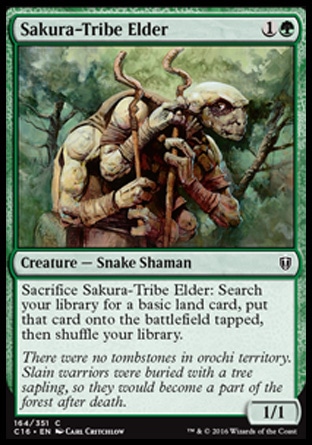 Sakura-Tribe Elder 1
Creature — Snake Shaman
Sacrifice Sakura-Tribe Elder: Search
your library for a basic land card, put
that card onto the battlefield tapped,
then shuffle your library.
There were no tombstones in orochi territory.
Slain warriors were buried with a tree
sapling, so they would become a part of the
forest after death.
1/1
164/351 C
C16 • EN Carl Critchlow
™ & © 2016 Wizards of the Coast